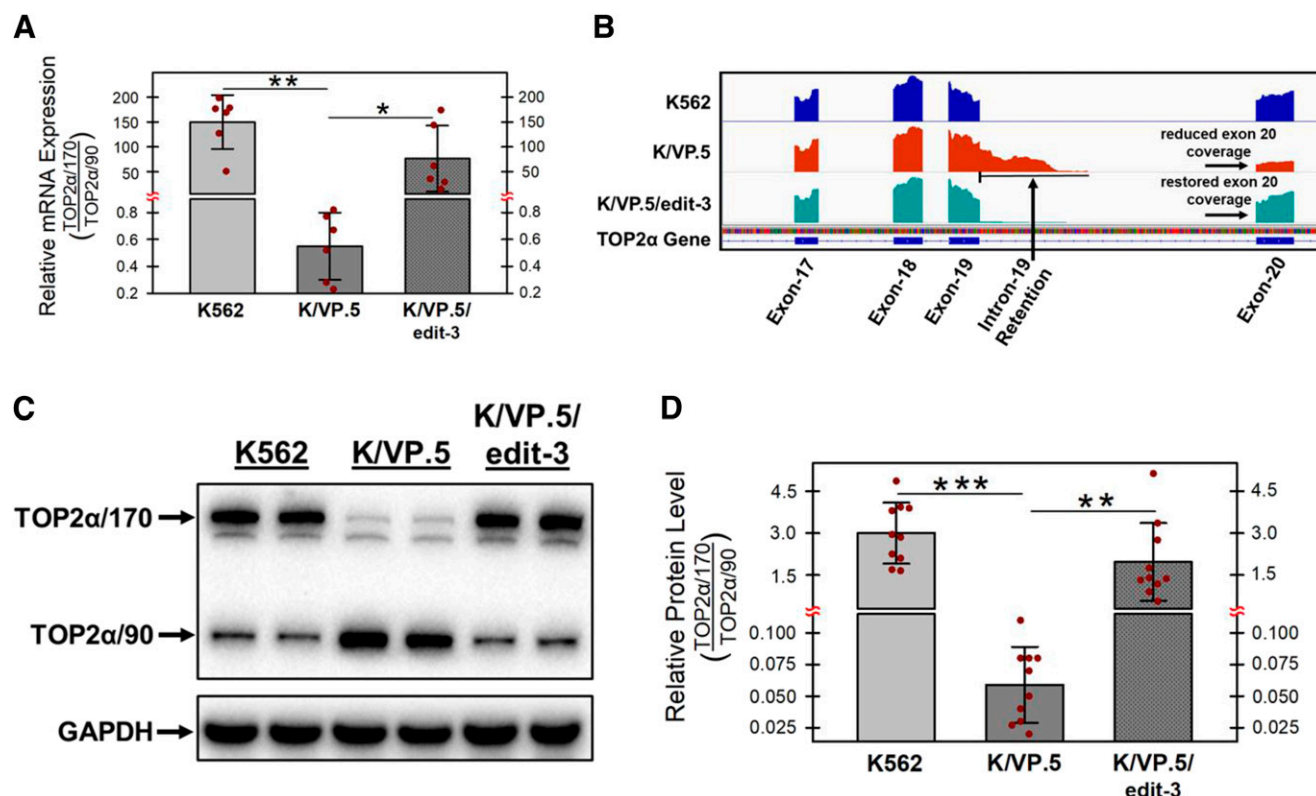 A
Relative mRNA Expression
(TOP2α/170
TOP2α/90)
200
150
100
50
0.8
0.6
0.4
0.2
**
*
200
150
100
50
0.8
0.6
0.4
0.2
K562
K/VP.5
K/VP.5/
edit-3
B
K562
K/VP.5
K/VP.5/edit-3
TOP2α Gene
reduced exon 20
coverage
restored exon 20
coverage
Exon-17
Exon-18
Exon-19
Intron-19
Retention
Exon-20
C
K562
K/VP.5
K/VP.5/
edit-3
TOP2α/170
TOP2α/90
GAPDH
D
Relative Protein Level
(TOP2α/170
TOP2α/90)
4.5
3.0
1.5
0.100
0.075
0.050
0.025
***
**
4.5
3.0
1.5
0.100
0.075
0.050
0.025
K562
K/VP.5
K/VP.5/
edit-3